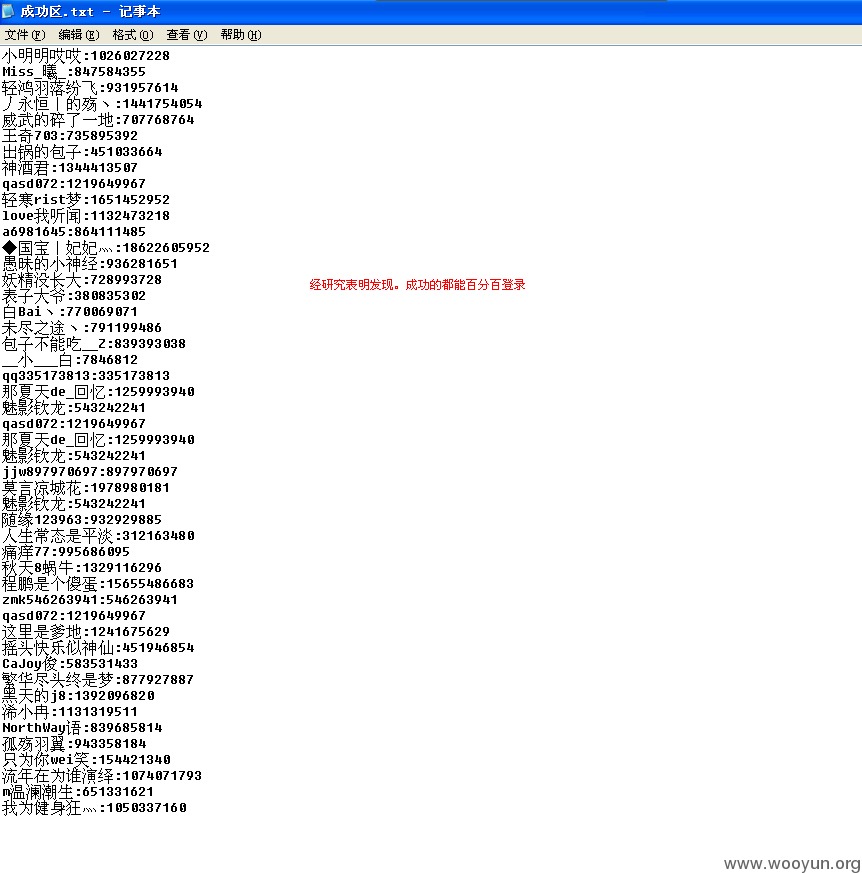 成功区.txt - 记事本
文件(F) 编辑(E) 格式(O) 查看(V) 帮助(H)
小明明哎哎:1026027228
Miss_曦_:847584355
轻鸿羽落纷飞:931957614
丿永恒丨的殇丶:1441754054
威武的碎了一地:707768764
王奇703:735895392
出锅的包子:451033664
神酒君:1344413507
qasd072:1219649967
轻寒rist梦:1651452952
love我听闻:1132473218
a6981645:864111485
◆国宝丨妃妃灬:18622605952
愚昧的小神经:936281651
妖精没长大:728993728
经研究表明发现。成功的都能百分百登录
表子大爷:380835302
白Bai丶:770069071
未尽之途丶:791199486
包子不能吃__Z:839393038
__小___白:7846812
qq335173813:335173813
那夏天de_回忆:1259993940
魅影钦龙:543242241
qasd072:1219649967
那夏天de_回忆:1259993940
魅影钦龙:543242241
jjw897970697:897970697
莫言凉城花:1978980181
魅影钦龙:543242241
随缘123963:932929885
人生常态是平淡:312163480
痛痒77:995686095
秋天8蜗牛:1329116296
程鹏是个傻蛋:15655486683
zmk546263941:546263941
qasd072:1219649967
这里是爹地:1241675629
摇头快乐似神仙:451946854
CaJoy俊:583531433
繁华尽头终是梦:877927887
黑天的j8:1392096820
浠小冉:1131319511
NorthWay语:839685814
孤殇羽翼:943358184
只为你wei笑:154421340
流年在为谁演绎:1074071793
m温澜潮生:651331621
我为健身狂灬:1050337160
www.wooyun.org